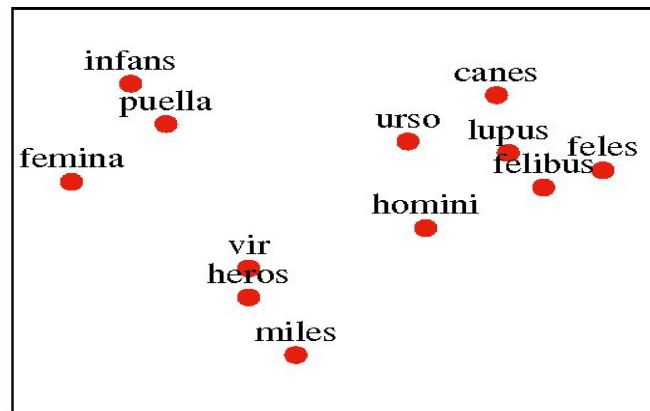 infans
canes
puella
urso
lupus
feles
femina
felibus
homini
vir
heros
miles